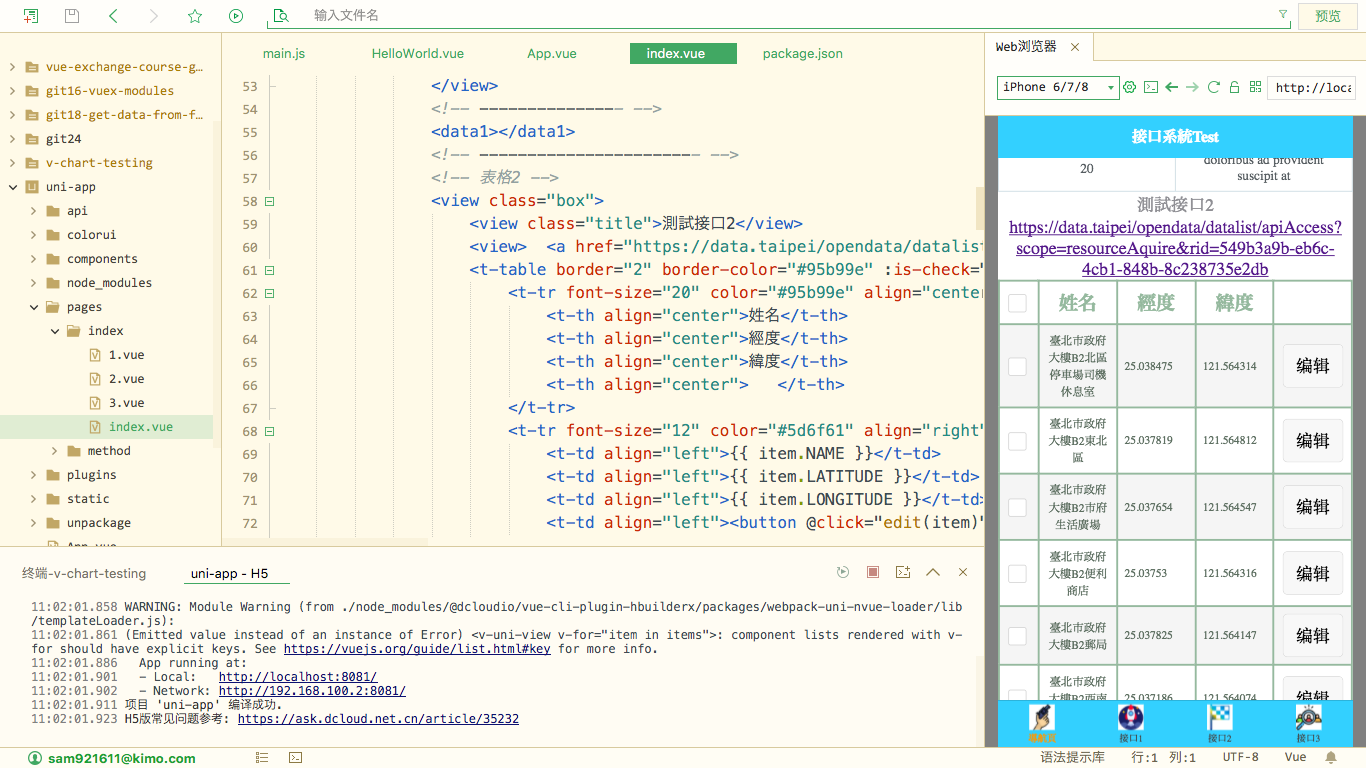 输入文件名
预览
vue-exchange-course-g…
git16-vuex-modules
git18-get-data-from-f…
git24
v-chart-testing
uni-app
api
colorui
components
node_modules
pages
index
1.vue
2.vue
3.vue
index.vue
method
plugins
static
unpackage
App.vue
main.js HelloWorld.vue App.vue index.vue package.json
53 </view>
54 <!-- --------------- -->
55 <data1></data1>
56 <!-- ----------------------- -->
57 <!-- 表格2 -->
58 <view class="box">
59 <view class="title">測試接口2</view>
60 <view> <a href="https://data.taipei/opendata/datalist
61 <t-table border="2" border-color="#95b99e" :is-check="
62 <t-tr font-size="20" color="#95b99e" align="center
63 <t-th align="center">姓名</t-th>
64 <t-th align="center">經度</t-th>
65 <t-th align="center">緯度</t-th>
66 <t-th align="center"> </t-th>
67 </t-tr>
68 <t-tr font-size="12" color="#5d6f61" align="right"
69 <t-td align="left">{{ item.NAME }}</t-td>
70 <t-td align="left">{{ item.LATITUDE }}</t-td>
71 <t-td align="left">{{ item.LONGITUDE }}</t-td>
72 <t-td align="left"><button @click="edit(item)"
终端-v-chart-testing uni-app - H5
11:02:01.858 WARNING: Module Warning (from ./node_modules/@dcloudio/vue-cli-plugin-hbuilderx/packages/webpack-uni-nvue-loader/lib
/templateLoader.js):
11:02:01.861 (Emitted value instead of an instance of Error) <v-uni-view v-for="item in items">: component lists rendered with v-
for should have explicit keys. See https://vuejs.org/guide/list.html#key for more info.
11:02:01.886 App running at:
11:02:01.901 - Local: http://localhost:8081/
11:02:01.902 - Network: http://192.168.100.2:8081/
11:02:01.911 项目 'uni-app' 编译成功.
11:02:01.923 H5版常见问题参考: https://ask.dcloud.net.cn/article/35232
Web浏览器
iPhone 6/7/8 http://loca
接口系統Test
20 doloribus ad provident
suscipit at
測試接口2
https://data.taipei/opendata/datalist/apiAccess?
scope=resourceAquire&rid=549b3a9b-eb6c-
4cb1-848b-8c238735e2db
姓名 經度 緯度
臺北市政府
大樓B2北區
停車場司機
休息室
25.038475 121.564314 编辑
臺北市政府
大樓B2東北
區
25.037819 121.564812 编辑
臺北市政府
大樓B2市府
生活廣場
25.037654 121.564547 编辑
臺北市政府
大樓B2便利
商店
25.03753 121.564316 编辑
臺北市政府
大樓B2郵局
25.037825 121.564147 编辑
臺北市政府
大樓B2西南
25.037186 121.564074 编辑
接口1 接口2 接口3
sam921611@kimo.com
语法提示库 行:1 列:1 UTF-8 Vue